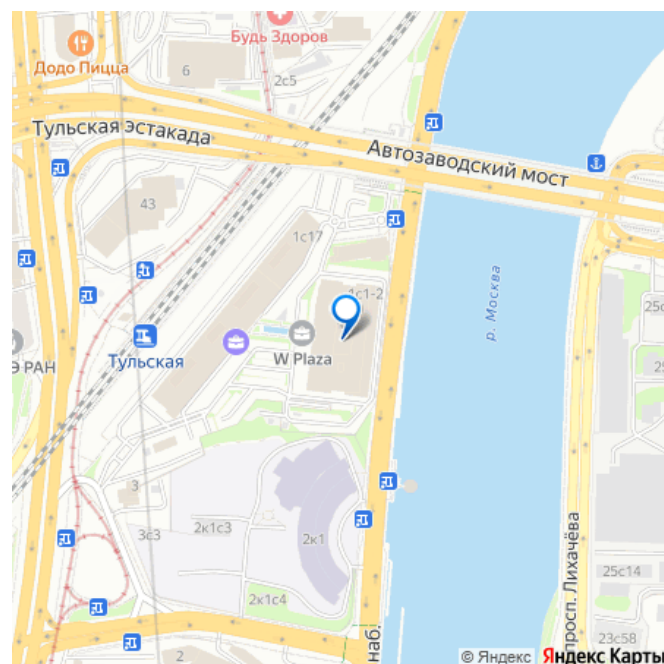 Будь Здоров
Додо Пицца
6
2с5
Тульская эстакада
Автозаводский мост
43
1с17
1с1-2
25с
р. Москва
Тульская
W Plaza
Э РАН
3
3с3
2к1с3
2к1
2к1с4
просп. Лихачёва
25с14
23с58
наб.
2
© Яндекс Яндекс Карты